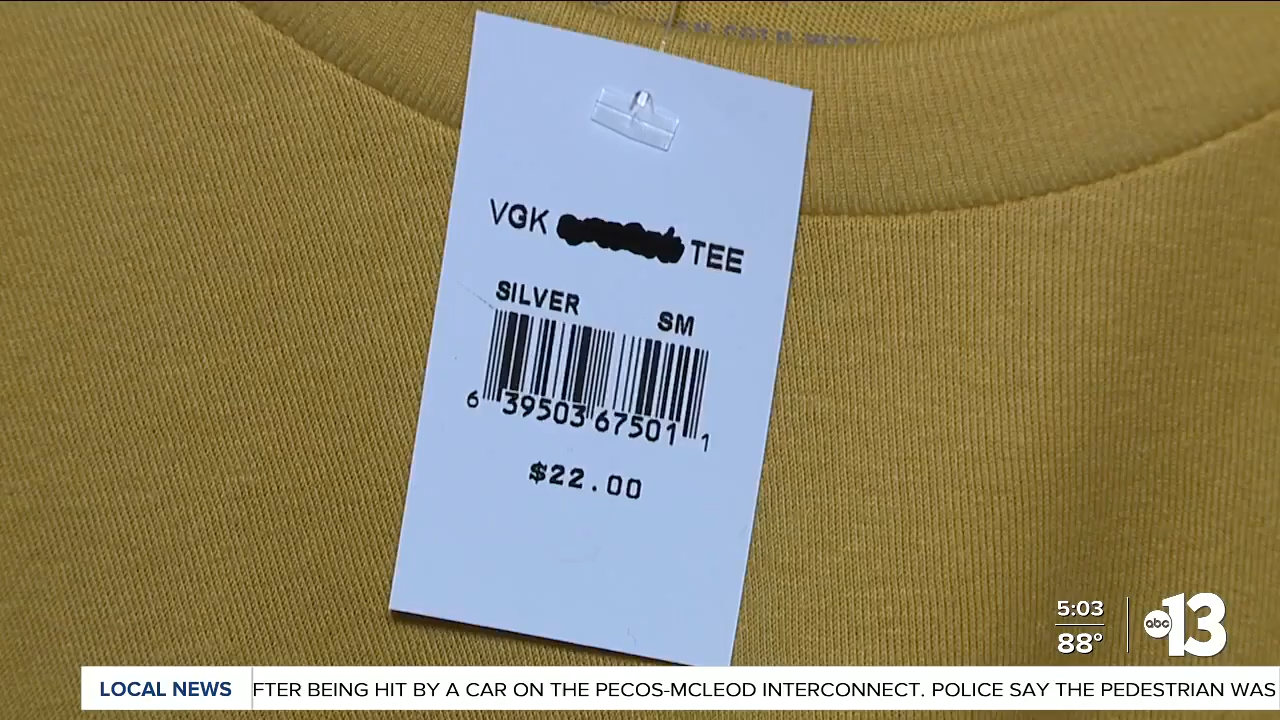 VGK TEE
SILVER SM
6 39503 67501 1
$22.00
5:03
88°
abc 13
LOCAL NEWS
FTER BEING HIT BY A CAR ON THE PECOS-MCLEOD INTERCONNECT. POLICE SAY THE PEDESTRIAN WAS